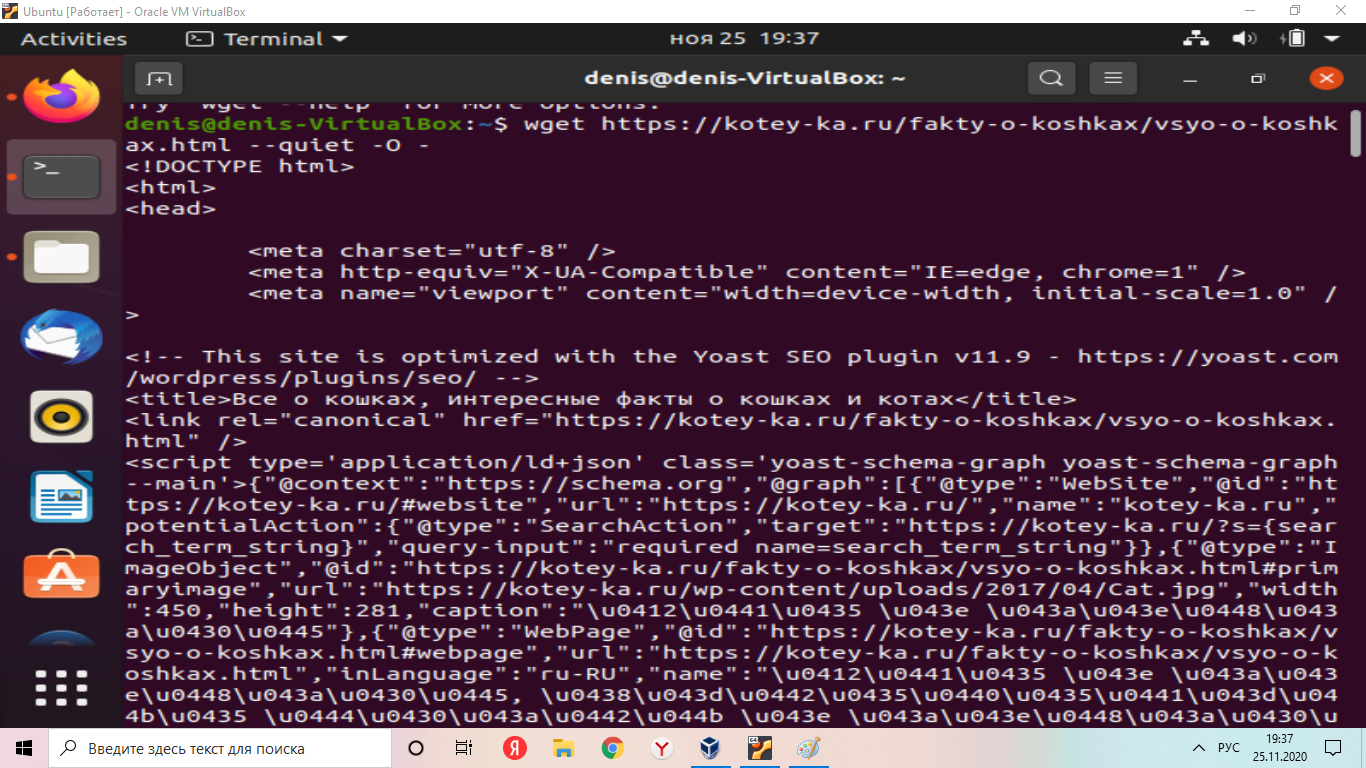 Ubuntu [Работает] - Oracle VM VirtualBox
Activities
Terminal
ноя 25 19:37
denis@denis-VirtualBox: ~
Try 'wget --help' for more options.
denis@denis-VirtualBox:~$ wget https://kotey-ka.ru/fakty-o-koshkax/vsyo-o-koshk
ax.html --quiet -O -
<!DOCTYPE html>
<html>
<head>
<meta charset="utf-8" />
<meta http-equiv="X-UA-Compatible" content="IE=edge, chrome=1" />
<meta name="viewport" content="width=device-width, initial-scale=1.0" /
>
<!-- This site is optimized with the Yoast SEO plugin v11.9 - https://yoast.com
/wordpress/plugins/seo/ -->
<title>Все о кошках, интересные факты о кошках и котах</title>
<link rel="canonical" href="https://kotey-ka.ru/fakty-o-koshkax/vsyo-o-koshkax.
html" />
<script type='application/ld+json' class='yoast-schema-graph yoast-schema-graph
--main'>{"@context":"https://schema.org","@graph":[{"@type":"WebSite","@id":"ht
tps://kotey-ka.ru/#website","url":"https://kotey-ka.ru/","name":"kotey-ka.ru","
potentialAction":{"@type":"SearchAction","target":"https://kotey-ka.ru/?s={sear
ch_term_string}","query-input":"required name=search_term_string"}},{"@type":"I
mageObject","@id":"https://kotey-ka.ru/fakty-o-koshkax/vsyo-o-koshkax.html#prim
aryimage","url":"https://kotey-ka.ru/wp-content/uploads/2017/04/Cat.jpg","width
":450,"height":281,"caption":"\u0412\u0441\u0435 \u043e \u043a\u043e\u0448\u043
a\u0430\u0445"},{"@type":"WebPage","@id":"https://kotey-ka.ru/fakty-o-koshkax/v
syo-o-koshkax.html#webpage","url":"https://kotey-ka.ru/fakty-o-koshkax/vsyo-o-k
oshkax.html","inLanguage":"ru-RU","name":"\u0412\u0441\u0435 \u043e \u043a\u043
e\u0448\u043a\u0430\u0445, \u0438\u043d\u0442\u0435\u0440\u0435\u0441\u043d\u04
4b\u0435 \u0444\u0430\u043a\u0442\u044b \u043e \u043a\u043e\u0448\u043a\u0430\u
Введите здесь текст для поиска
РУС
19:37
25.11.2020